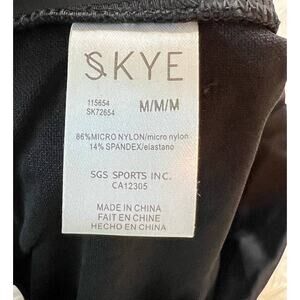 SKYE
115654
SK72654
M/M/M
86%MICRO NYLON/micro nylon
14% SPANDEX/elastano
SGS SPORTS INC.
CA12305
MADE IN CHINA
FAIT EN CHINE
HECHO EN CHINA